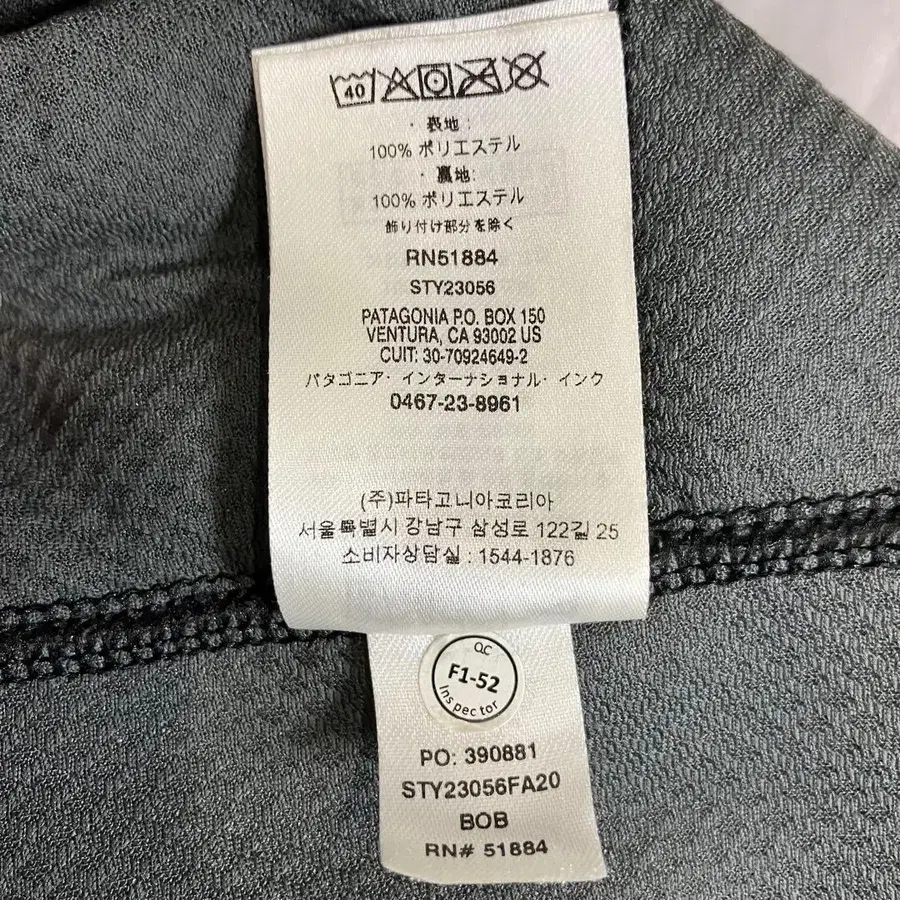 40
・表地:
100% ポリエステル
・裏地:
100% ポリエステル
飾り付け部分を除く
RN51884
STY23056
PATAGONIA P.O. BOX 150
VENTURA, CA 93002 US
CUIT: 30-70924649-2
パタゴニア・インターナショナル・インク
0467-23-8961
(주)파타고니아코리아
서울특별시 강남구 삼성로 122길 25
소비자상담실 : 1544-1876
QC
F1-52
Inspector
PO: 390881
STY23056FA20
BOB
RN# 51884